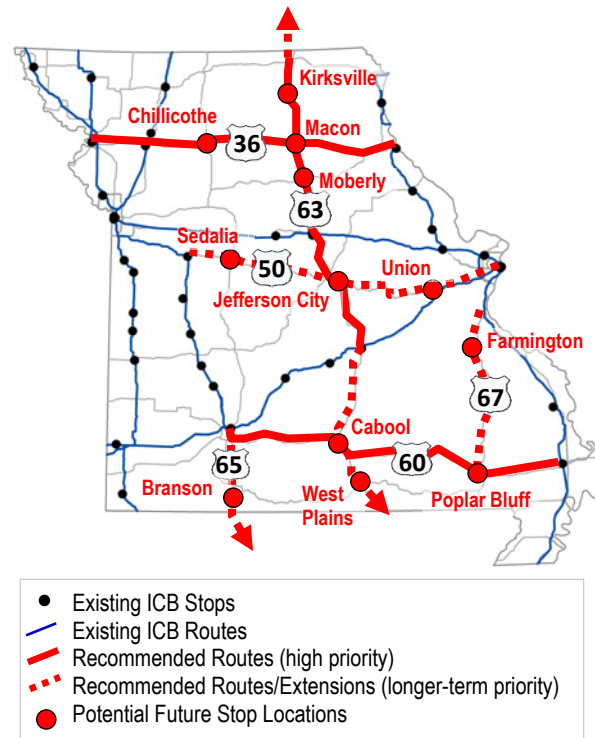 Kirksville
Chillicothe
Macon
36
Moberly
63
Sedalia
50
Union
Jefferson City
Farmington
67
Cabool
65
60
Branson
West
Plains
Poplar Bluff
Existing ICB Stops
Existing ICB Routes
Recommended Routes (high priority)
Recommended Routes/Extensions (longer-term priority)
Potential Future Stop Locations